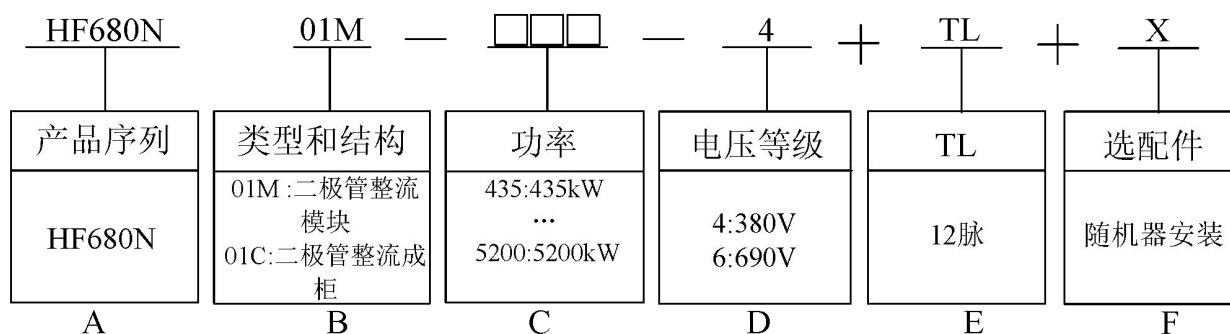 HF680N 01M — □□□ — 4 + TL + X
产品序列 类型和结构 功率 电压等级 TL 选配件
HF680N
01M :二极管整流
模块
01C:二极管整流成
柜
435:435kW
...
5200:5200kW
4:380V
6:690V
12脉
随机器安装
A B C D E F